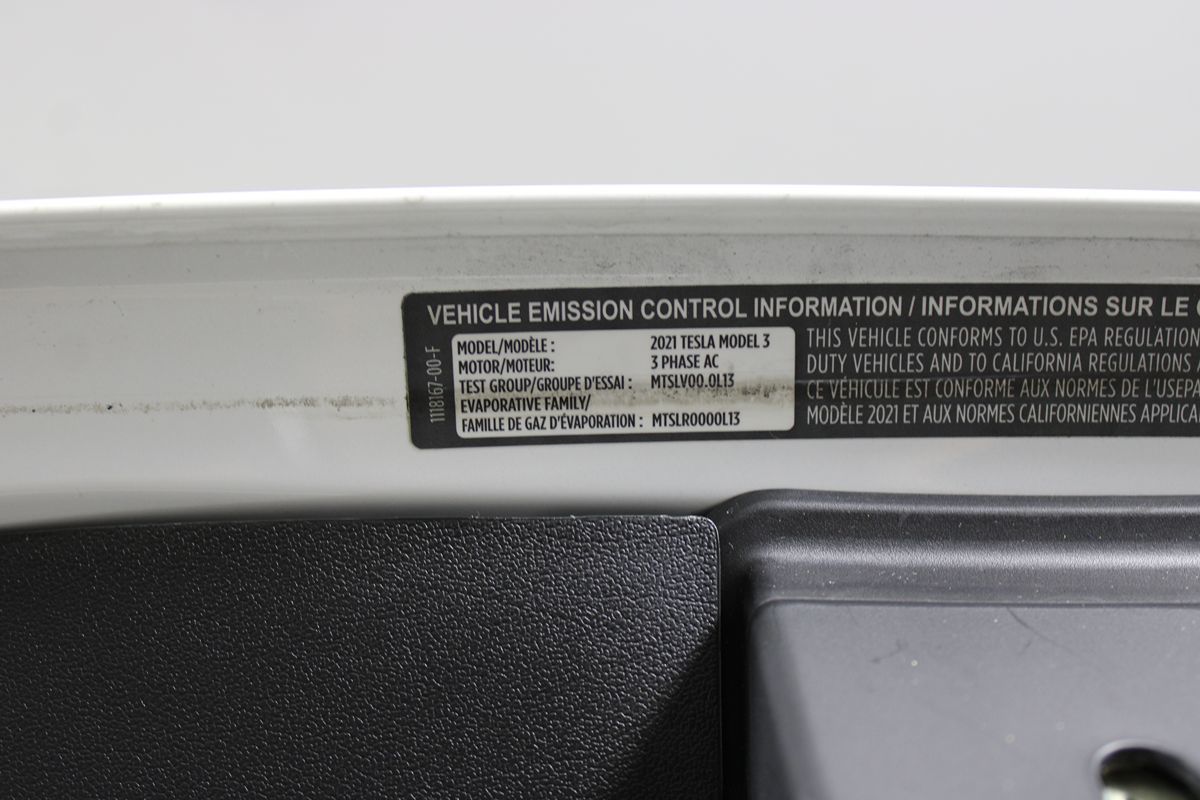 VEHICLE EMISSION CONTROL INFORMATION / INFORMATIONS SUR LE
1118167-00-F
MODEL/MODÈLE : 2021 TESLA MODEL 3
MOTOR/MOTEUR: 3 PHASE AC
TEST GROUP/GROUPE D'ESSAI : MTSLV00.0L13
EVAPORATIVE FAMILY/
FAMILLE DE GAZ D'ÉVAPORATION : MTSLR0000L13
THIS VEHICLE CONFORMS TO U.S. EPA REGULATION
DUTY VEHICLES AND TO CALIFORNIA REGULATIONS
CE VÉHICULE EST CONFORME AUX NORMES DE L'USEPA
MODÈLE 2021 ET AUX NORMES CALIFORNIENNES